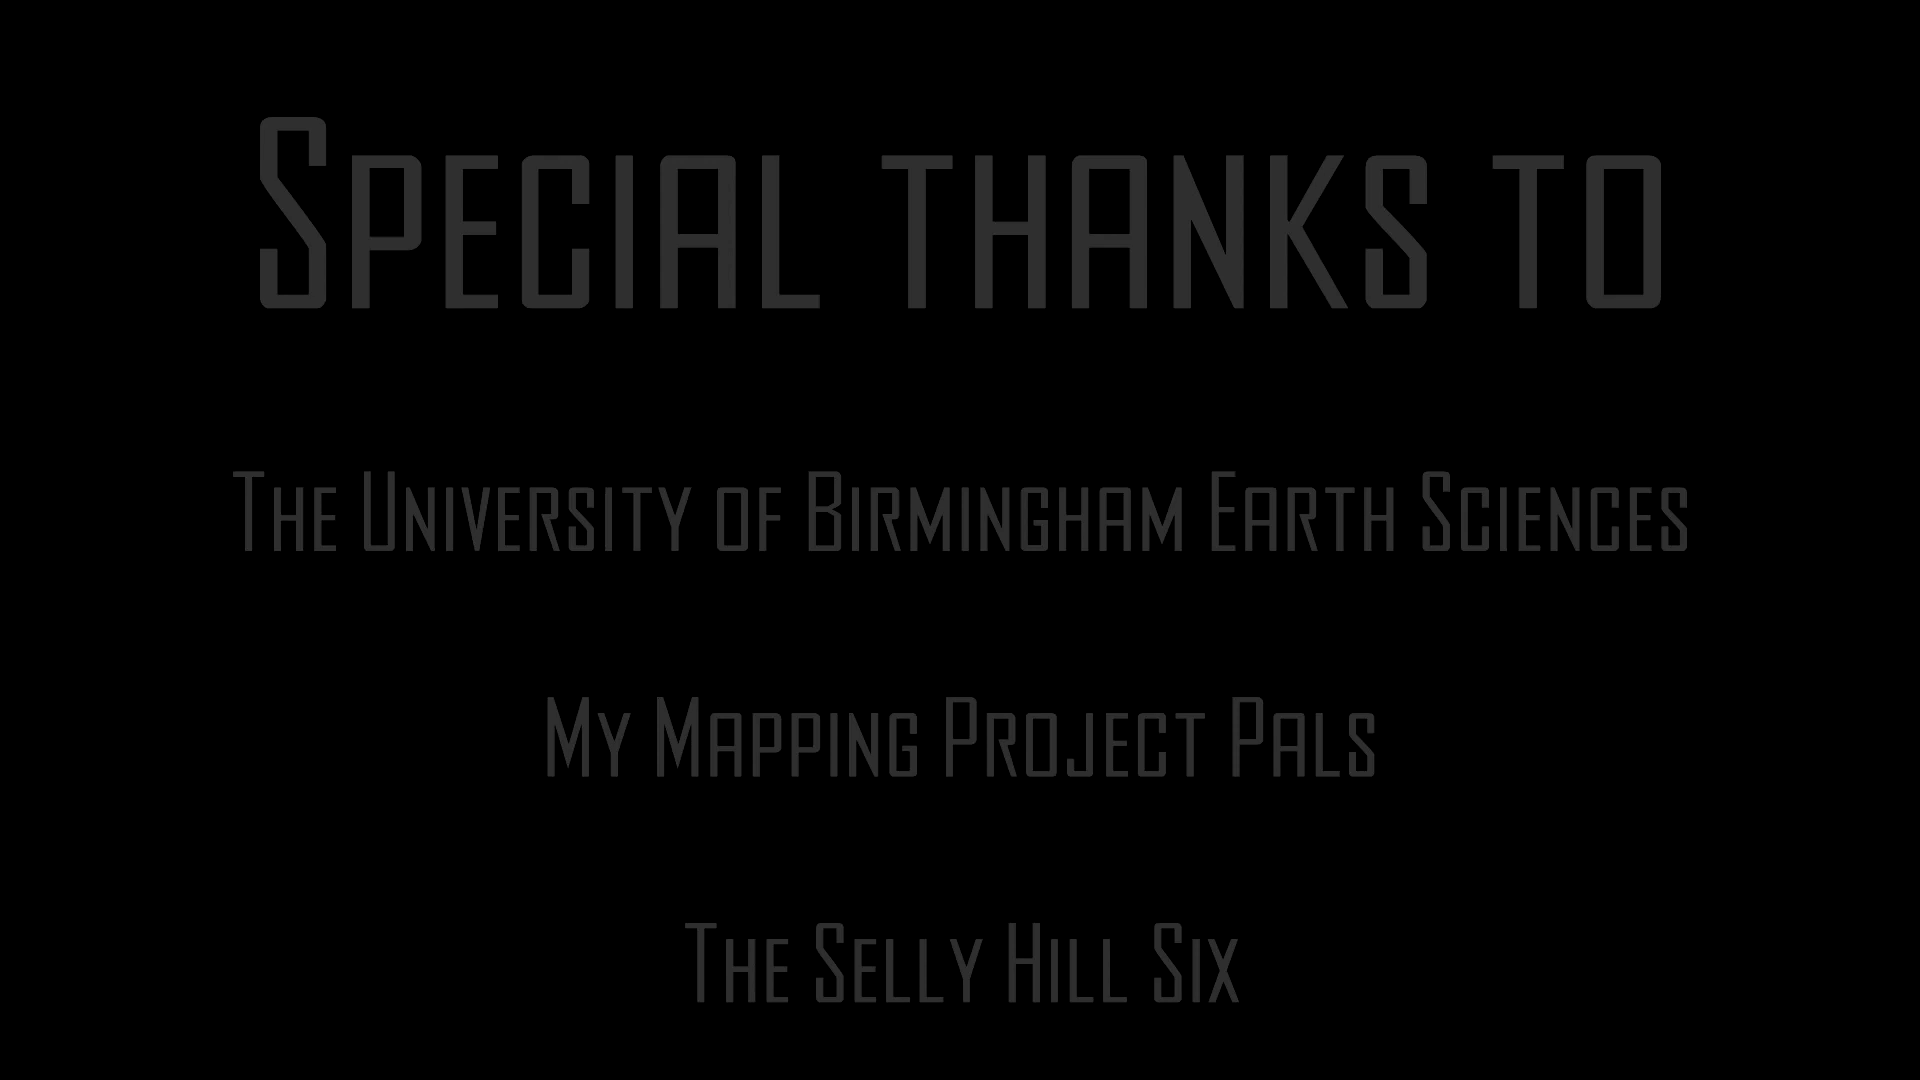 Special thanks to
The University of Birmingham Earth Sciences
My Mapping Project Pals
The Selly Hill Six